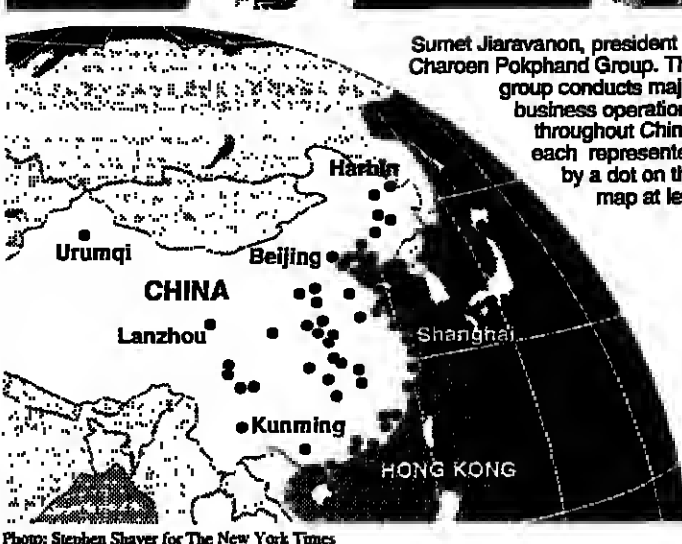 Sumet Jiaravanon, president
Charoen Pokphand Group. Th
group conducts maj
business operation
throughout Chin
each represente
by a dot on th
map at le
Harbin
Urumqi
Beijing
CHINA
Lanzhou
Shanghai
Kunming
HONG KONG
Photo: Stephen Shaver for The New York Times